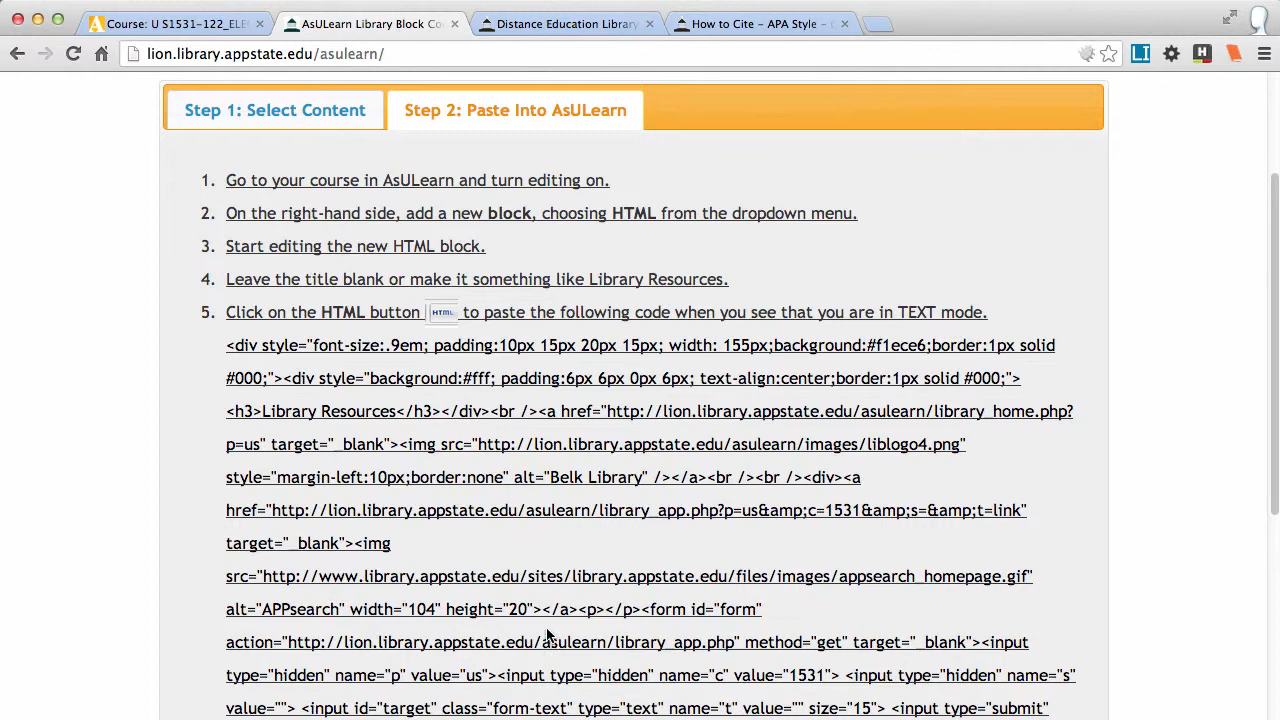 Course: U S1531-122_ELE
AsULearn Library Block Co
Distance Education Library
How to Cite – APA Style – 
lion.library.appstate.edu/asulearn/
Step 1: Select Content
Step 2: Paste Into AsULearn
1. Go to your course in AsULearn and turn editing on.
2. On the right-hand side, add a new block, choosing HTML from the dropdown menu.
3. Start editing the new HTML block.
4. Leave the title blank or make it something like Library Resources.
5. Click on the HTML button HTML to paste the following code when you see that you are in TEXT mode.
<div style="font-size:.9em; padding:10px 15px 20px 15px; width: 155px;background:#f1ece6;border:1px solid
#000;"><div style="background:#fff; padding:6px 6px 0px 6px; text-align:center;border:1px solid #000;">
<h3>Library Resources</h3></div><br /><a href="http://lion.library.appstate.edu/asulearn/library_home.php?
p=us" target="_blank"><img src="http://lion.library.appstate.edu/asulearn/images/liblogo4.png"
style="margin-left:10px;border:none" alt="Belk Library" /></a><br /><br /><div><a
href="http://lion.library.appstate.edu/asulearn/library_app.php?p=us&amp;c=1531&amp;s=&amp;t=link"
target="_blank"><img
src="http://www.library.appstate.edu/sites/library.appstate.edu/files/images/appsearch_homepage.gif"
alt="APPsearch" width="104" height="20"></a><p></p><form id="form"
action="http://lion.library.appstate.edu/asulearn/library_app.php" method="get" target="_blank"><input
type="hidden" name="p" value="us"><input type="hidden" name="c" value="1531"> <input type="hidden" name="s"
value=""> <input id="target" class="form-text" type="text" name="t" value="" size="15"> <input type="submit"